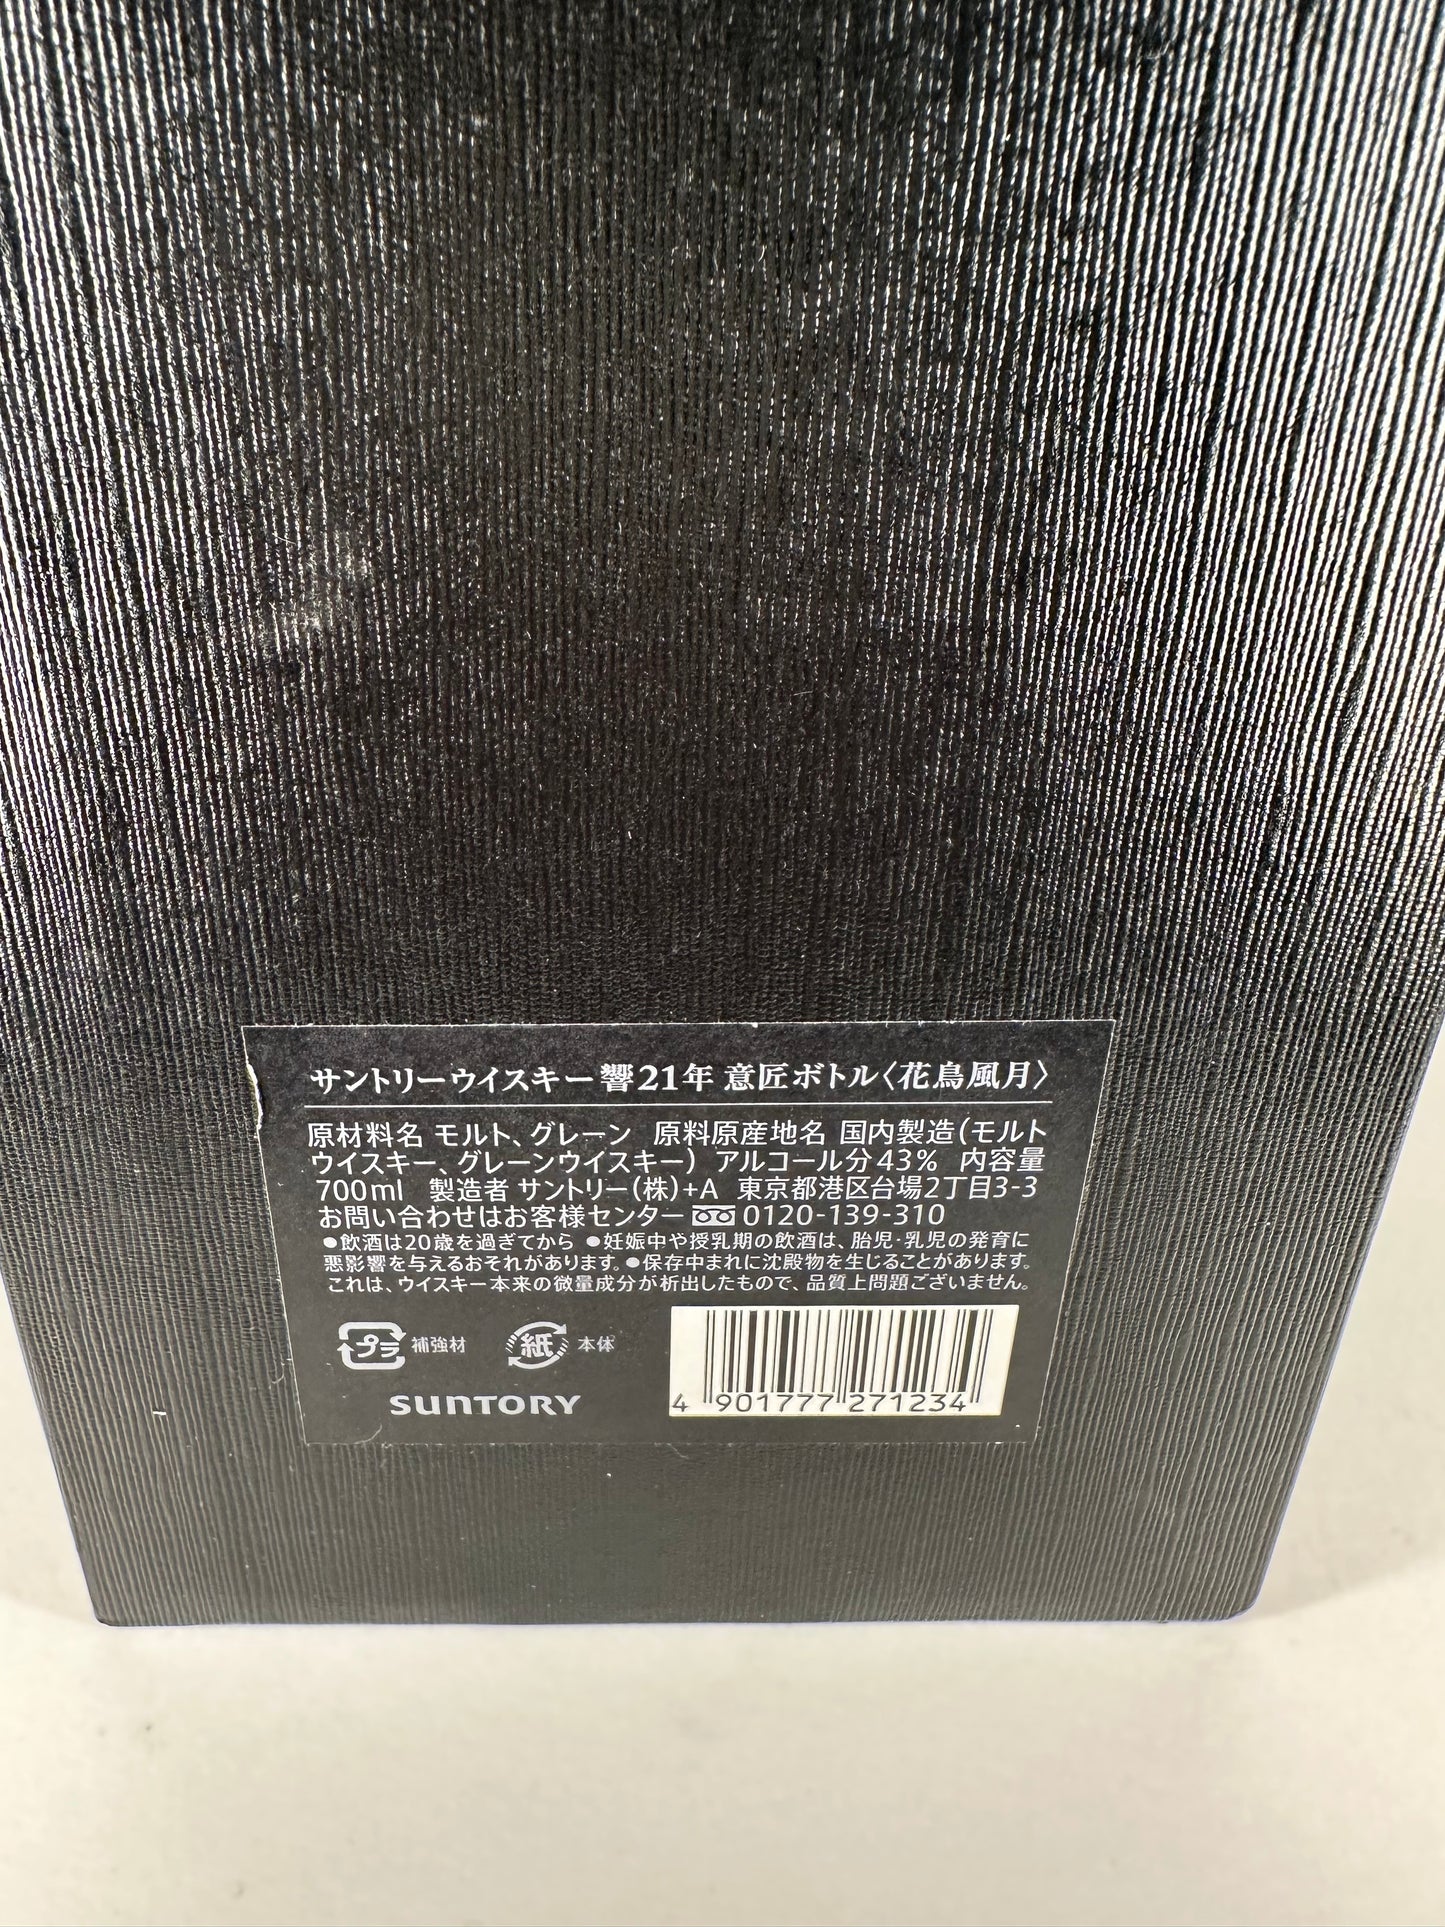 サントリーウイスキー 響21年 意匠ボトル〈花鳥風月〉
原材料名 モルト、グレーン 原料原産地名 国内製造(モルト
ウイスキー、グレーンウイスキー) アルコール分43% 内容量
700ml 製造者 サントリー(株)+A 東京都港区台場2丁目3-3
お問い合わせはお客様センター 0120-139-310
●飲酒は20歳を過ぎてから ●妊娠中や授乳期の飲酒は、胎児・乳児の発育に
悪影響を与えるおそれがあります。●保存中まれに沈殿物を生じることがあります。
これは、ウイスキー本来の微量成分が析出したもので、品質上問題ございません。
プラ 補強材 紙 本体
SUNTORY
4 901777 271234